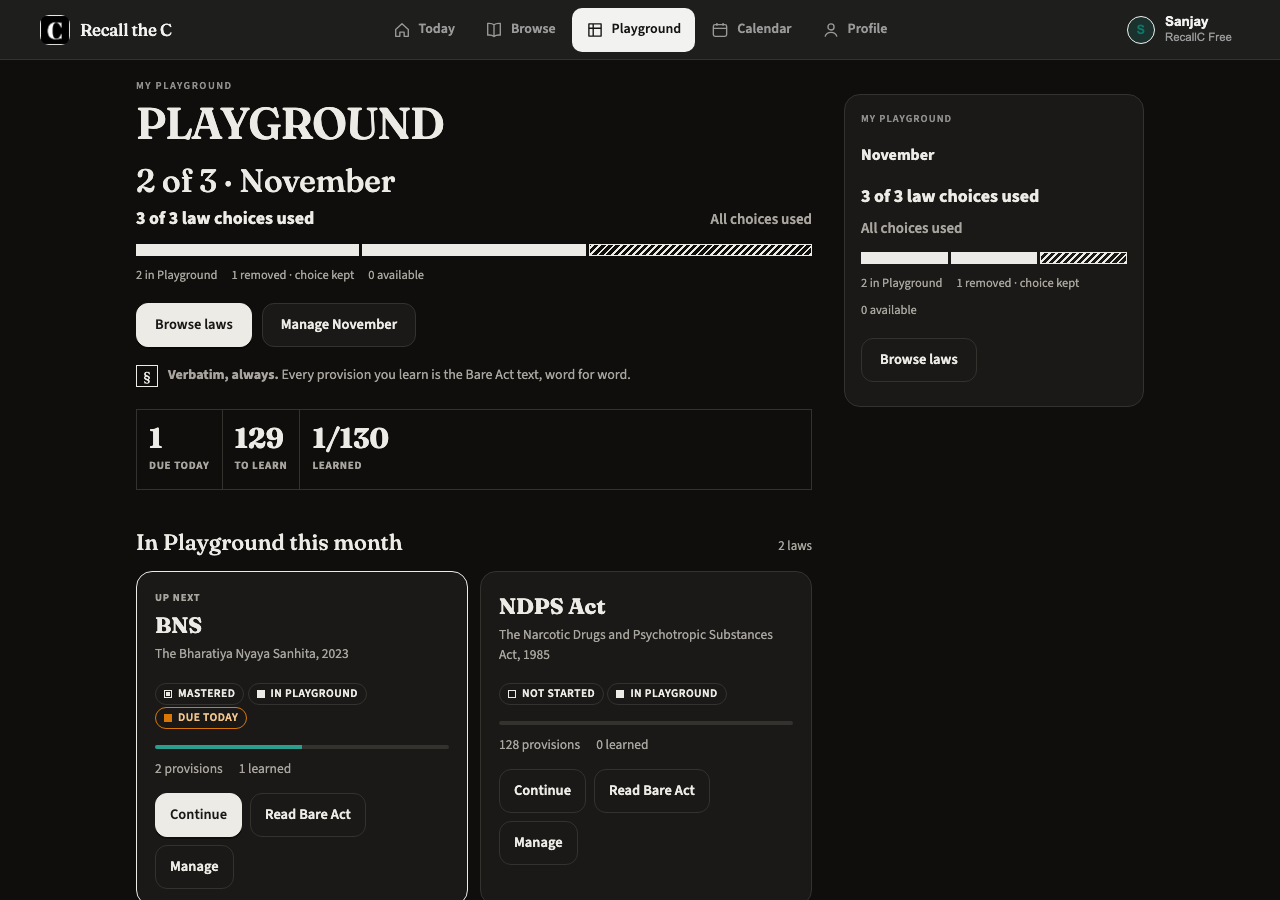 C Recall the C
Today
Browse
Playground
Calendar
Profile
S
Sanjay
RecallC Free
MY PLAYGROUND
PLAYGROUND
2 of 3 · November
3 of 3 law choices used
All choices used
2 in Playground 1 removed · choice kept 0 available
Browse laws
Manage November
§ Verbatim, always. Every provision you learn is the Bare Act text, word for word.
1
DUE TODAY
129
TO LEARN
1/130
LEARNED
In Playground this month
2 laws
UP NEXT
BNS
The Bharatiya Nyaya Sanhita, 2023
MASTERED
IN PLAYGROUND
DUE TODAY
2 provisions 1 learned
Continue
Read Bare Act
Manage
NDPS Act
The Narcotic Drugs and Psychotropic Substances
Act, 1985
NOT STARTED
IN PLAYGROUND
128 provisions 0 learned
Continue
Read Bare Act
Manage
MY PLAYGROUND
November
3 of 3 law choices used
All choices used
2 in Playground 1 removed · choice kept
0 available
Browse laws